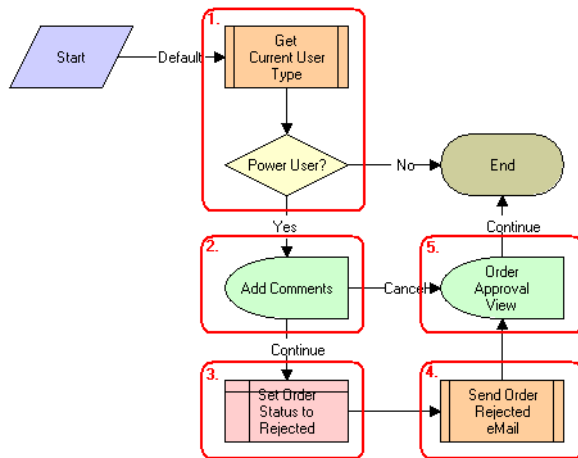 1.
Start
Default
Get
Current User
Type
Power User?
No
End
Yes
Continue
2.
Add Comments
Cancel
5.
Order
Approval
View
Continue
3.
Set Order
Status to
Rejected
4.
Send Order
Rejected
eMail